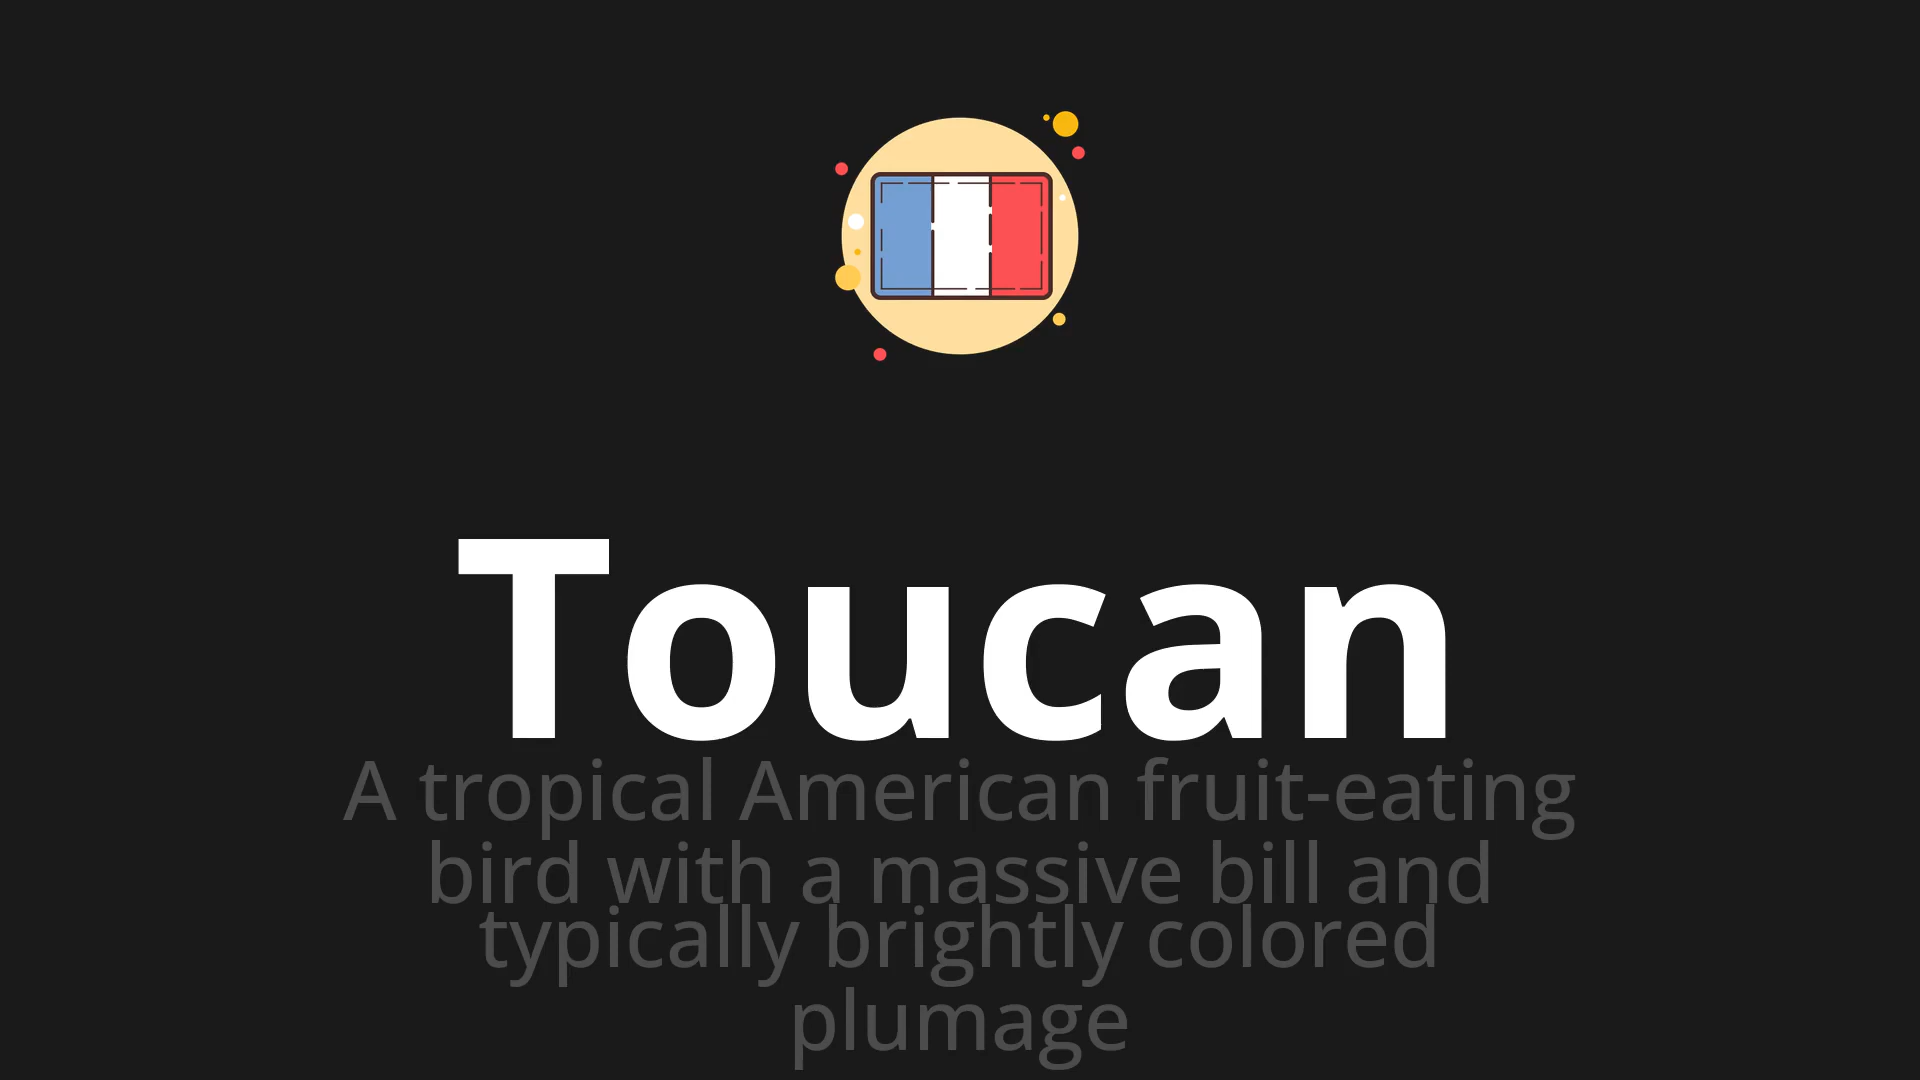 Toucan
A tropical American fruit-eating
bird with a massive bill and
typically brightly colored
plumage